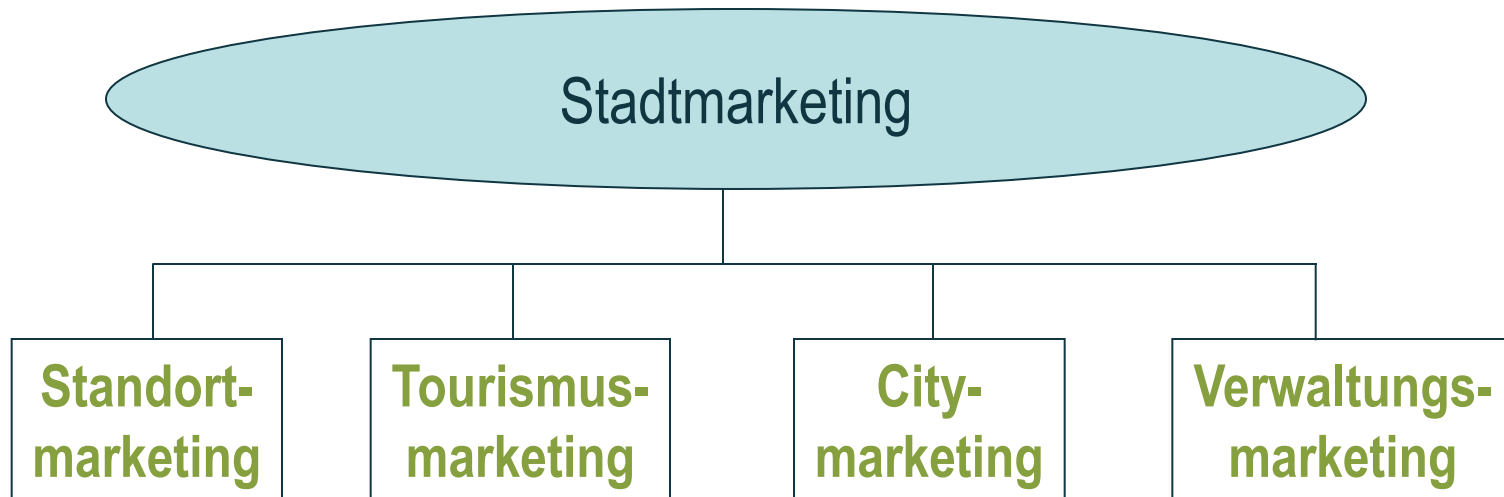 Stadtmarketing
Standort-
marketing
Tourismus-
marketing
City-
marketing
Verwaltungs-
marketing